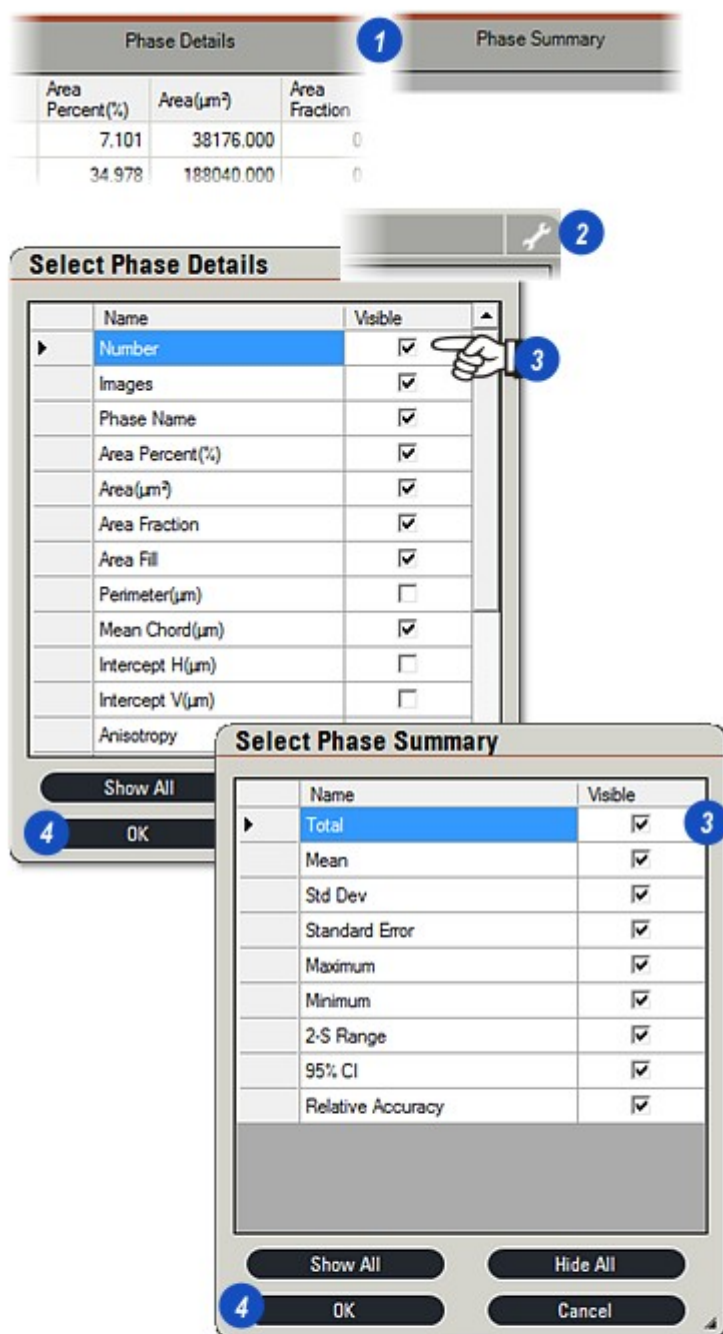 Phase Details
1
Phase Summary
Area Percent(%)
Area(µm²)
Area Fraction
7.101
38176.000
0
34.978
188040.000
0
2
Select Phase Details
Name
Visible
Number
3
Images
Phase Name
Area Percent(%)
Area(µm²)
Area Fraction
Area Fill
Perimeter(µm)
Mean Chord(µm)
Intercept H(µm)
Intercept V(µm)
Anisotropy
Show All
4
OK
Select Phase Summary
Name
Visible
Total
3
Mean
Std Dev
Standard Error
Maximum
Minimum
2-S Range
95% CI
Relative Accuracy
Show All
Hide All
4
OK
Cancel